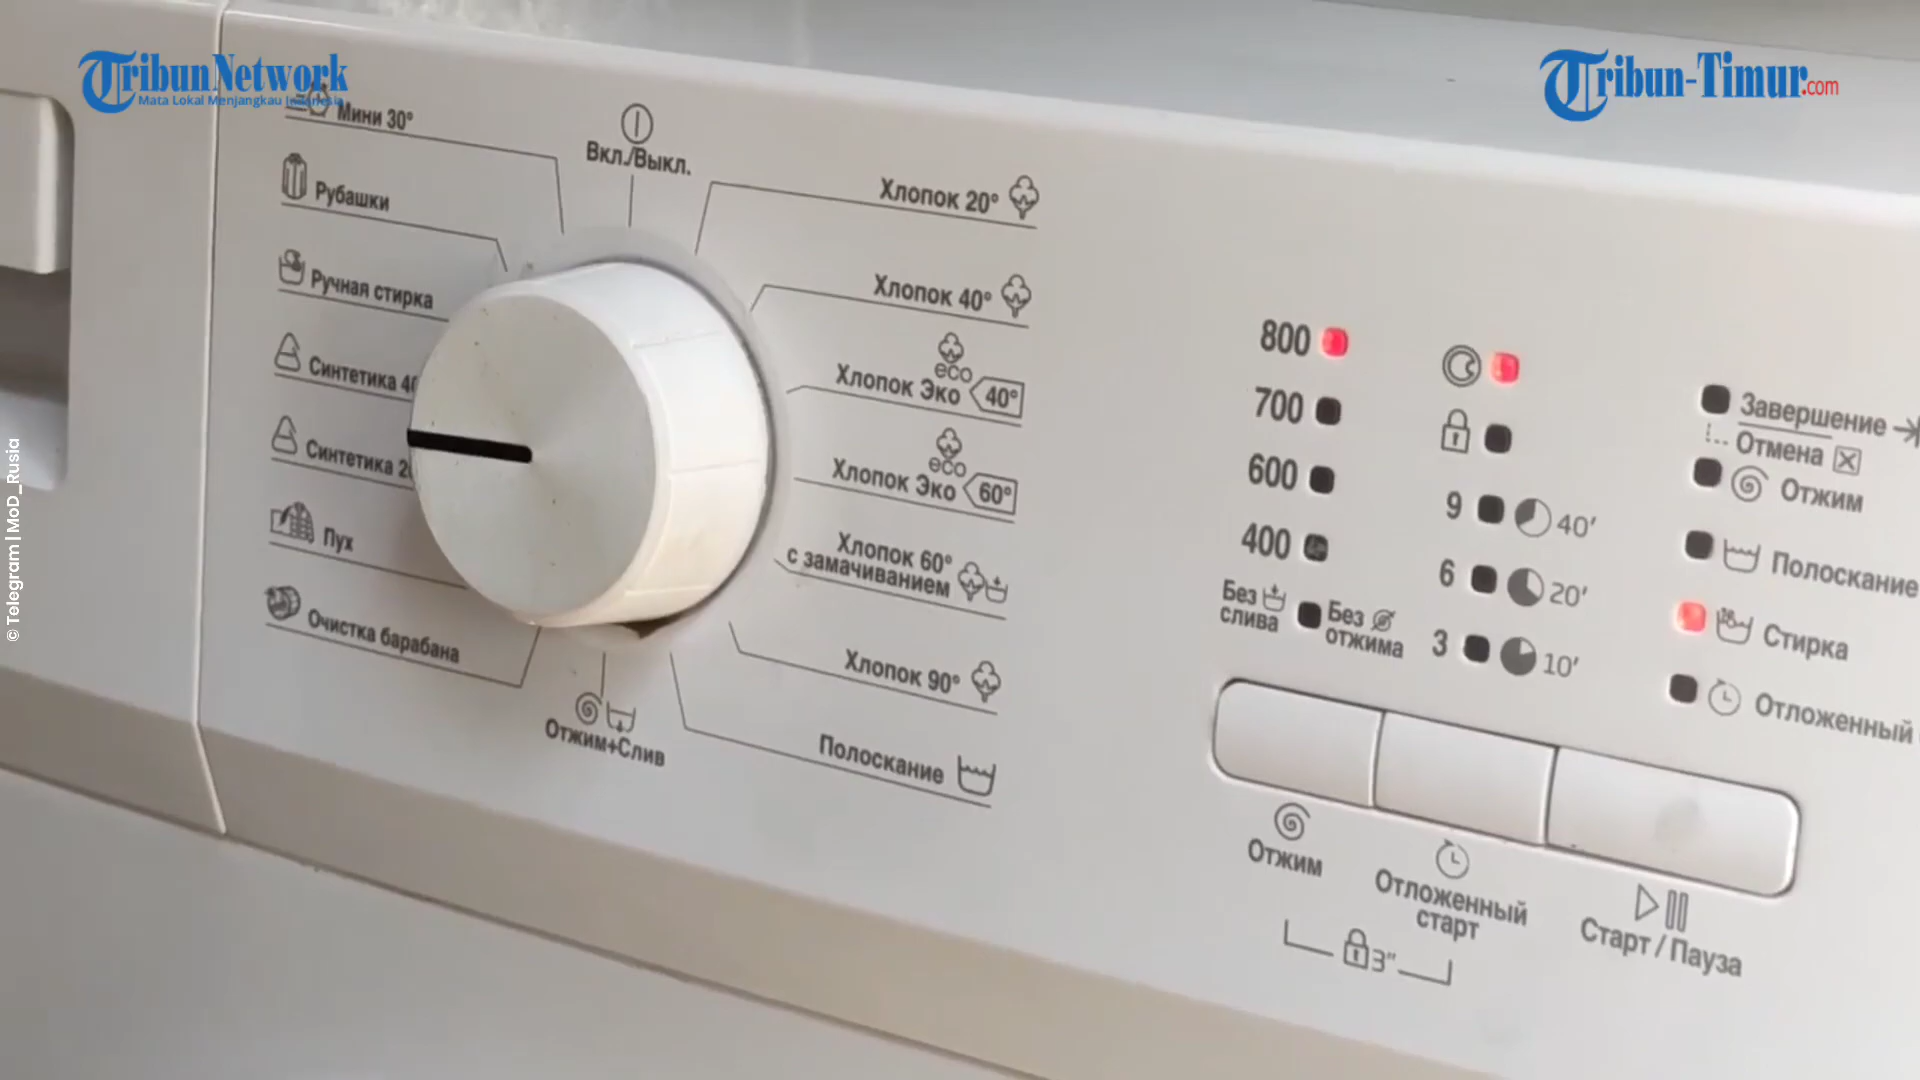 TribunNetwork
Mata Lokal Menjangkau Indonesia
Tribun-Timur.com
© Telegram | MoD_Rusia
Мини 30°
Рубашки
Ручная стирка
Синтетика 40
Синтетика 2
Пух
Очистка барабана
Вкл./Выкл.
Хлопок 20°
Хлопок 40°
eco
Хлопок Эко 40°
eco
Хлопок Эко 60°
Хлопок 60°
с замачиванием
Хлопок 90°
Полоскание
Отжим+Слив
800
700
600
400
Без слива
Без отжима
9 40′
6 20′
3 10′
Завершение
Отмена
Отжим
Полоскание
Стирка
Отложенный
Отжим
Отложенный
старт
Старт / Пауза
3″